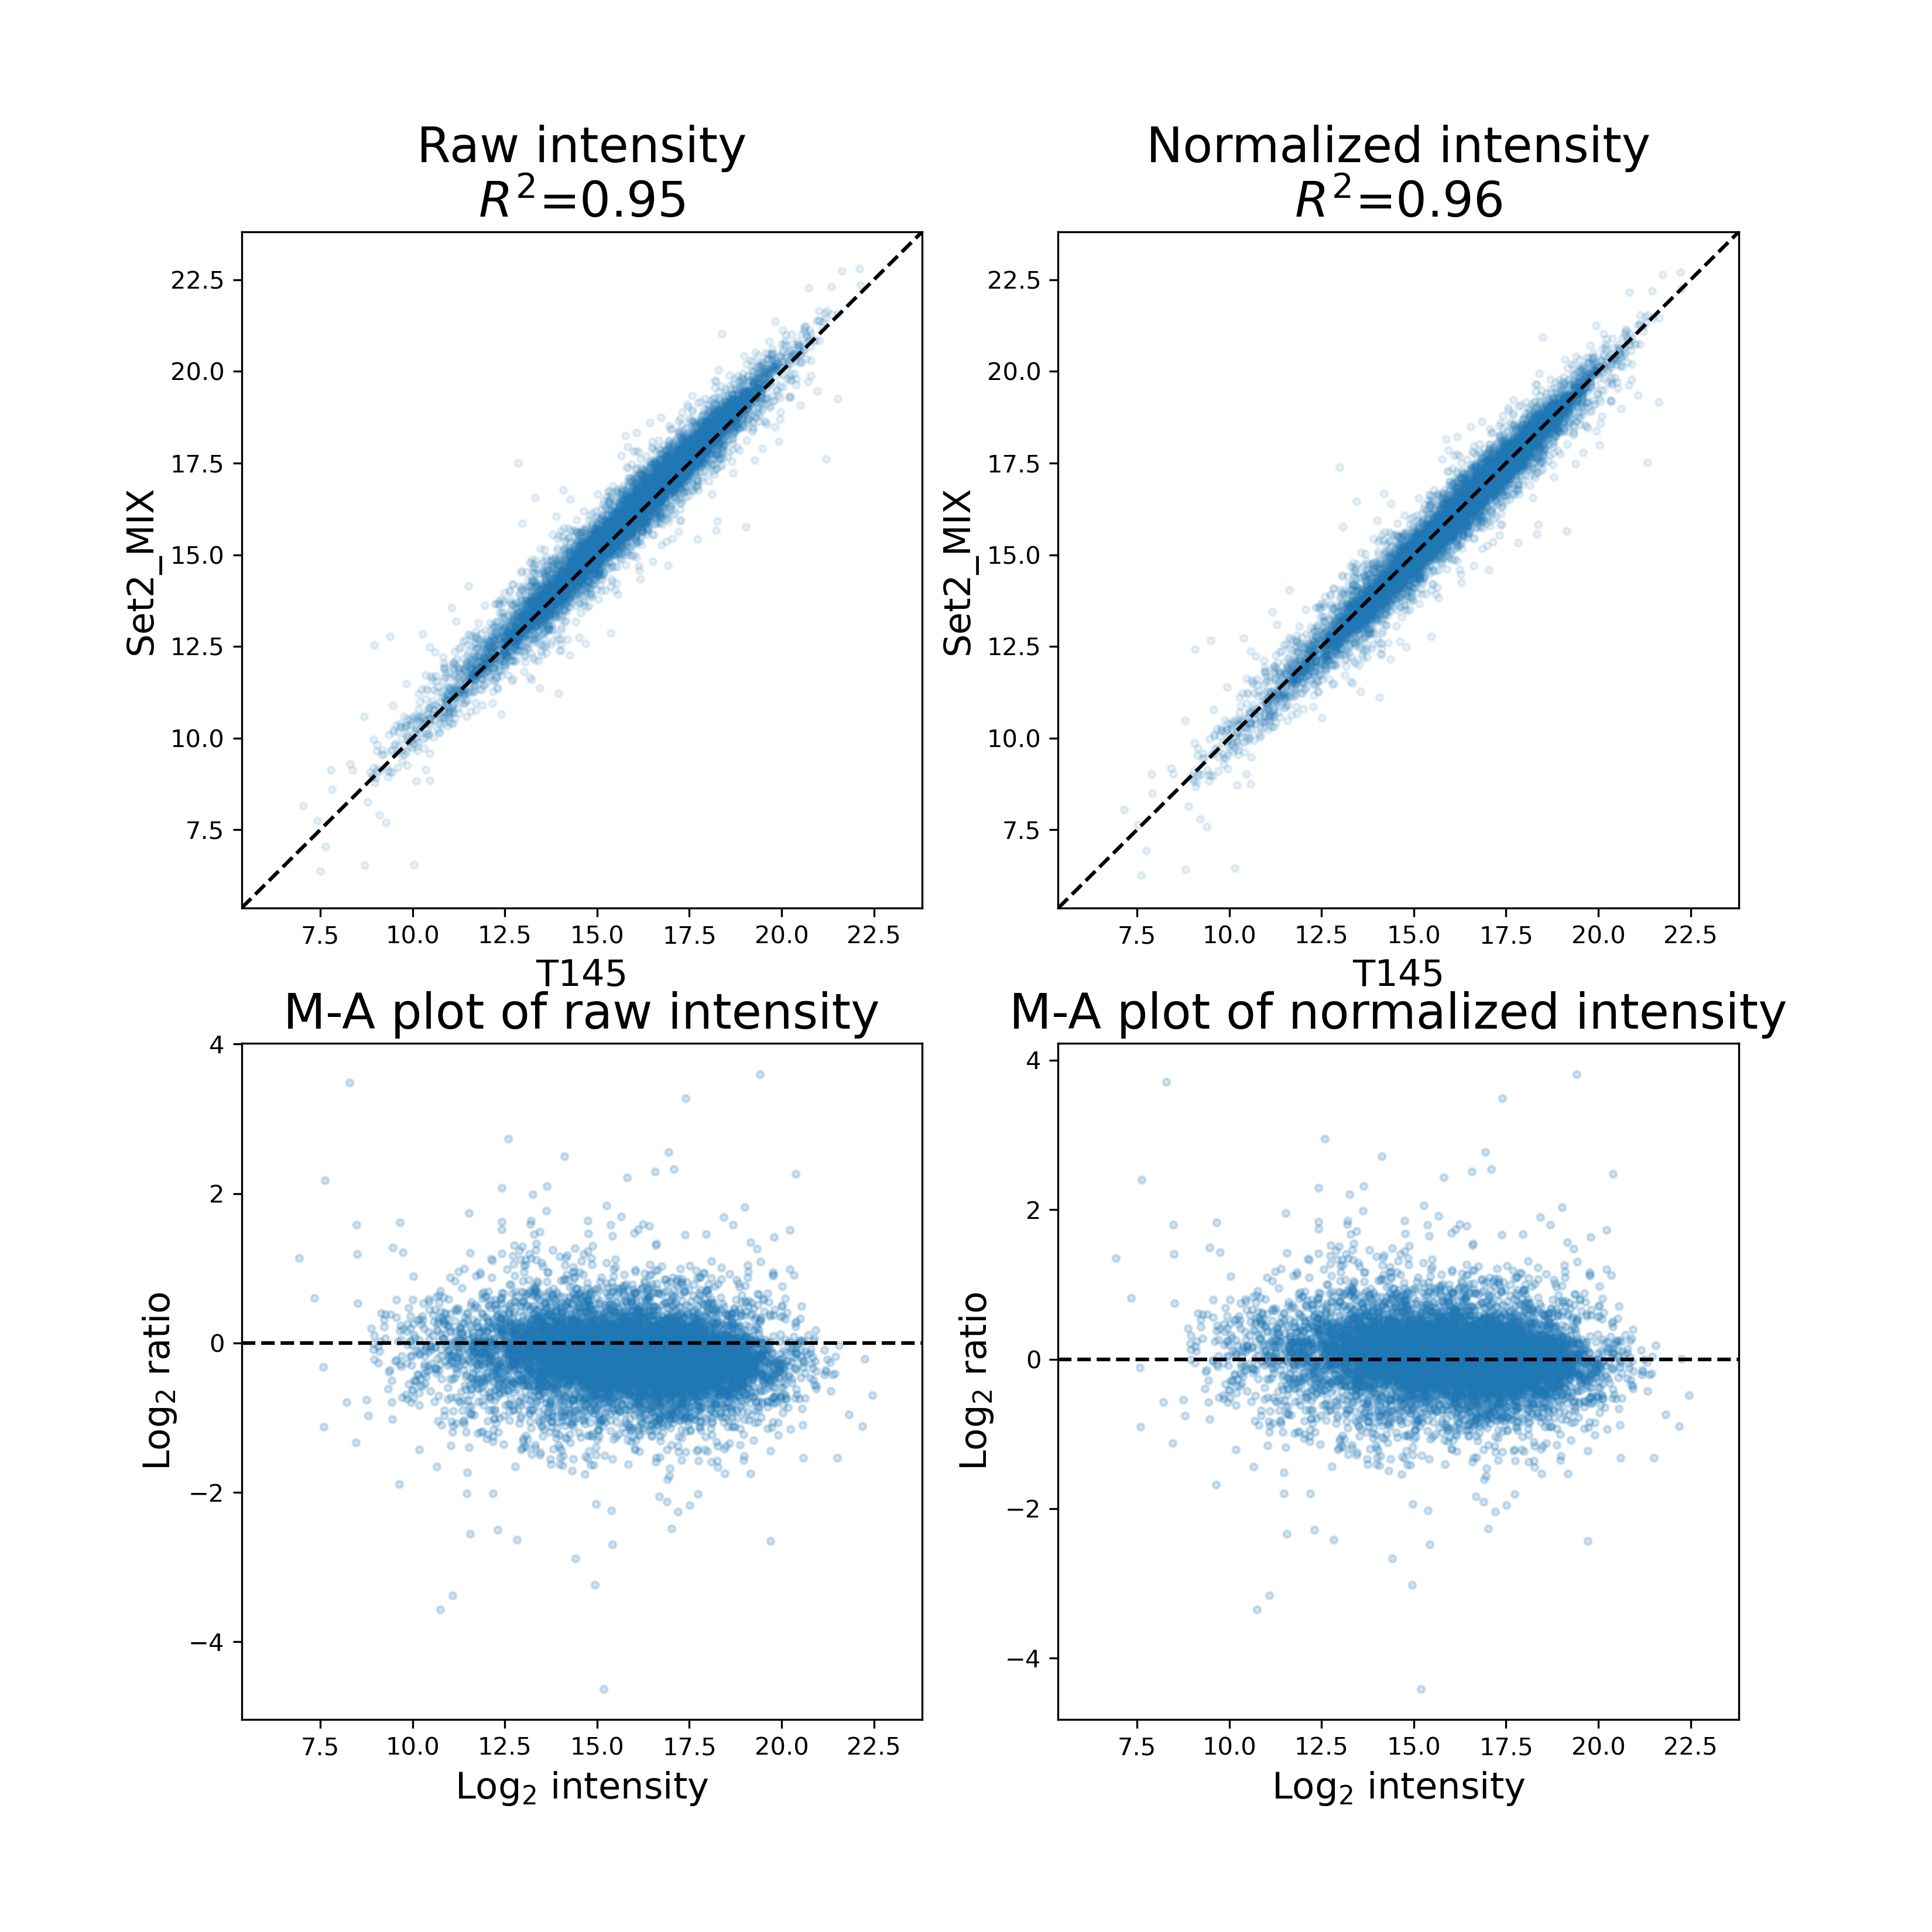 Raw intensity
R²=0.95
22.5
20.0
17.5
15.0
12.5
10.0
7.5
Set2_MIX
7.5 10.0 12.5 15.0 17.5 20.0 22.5
T145
Normalized intensity
R²=0.96
22.5
20.0
17.5
15.0
12.5
10.0
7.5
Set2_MIX
7.5 10.0 12.5 15.0 17.5 20.0 22.5
T145
M-A plot of raw intensity
4
2
0
−2
−4
Log₂ ratio
7.5 10.0 12.5 15.0 17.5 20.0 22.5
Log₂ intensity
M-A plot of normalized intensity
4
2
0
−2
−4
Log₂ ratio
7.5 10.0 12.5 15.0 17.5 20.0 22.5
Log₂ intensity